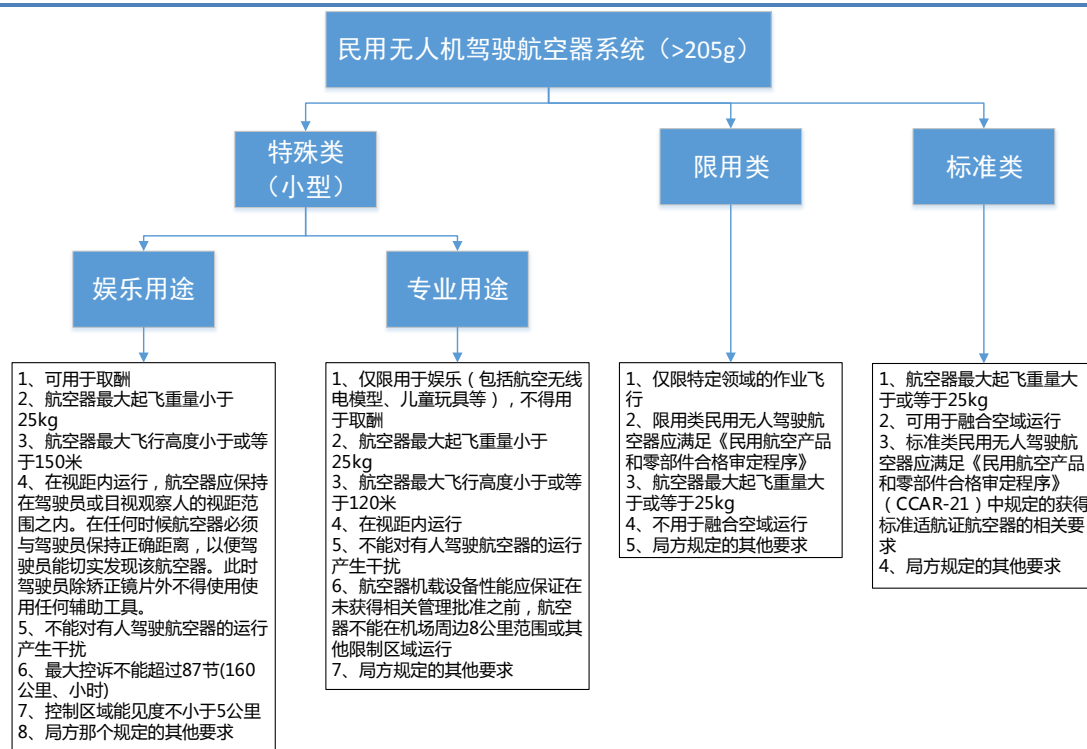 民用无人机驾驶航空器系统（>205g）
特殊类
（小型）
限用类
标准类
娱乐用途
专业用途
1、可用于取酬
2、航空器最大起飞重量小于
25kg
3、航空器最大飞行高度小于或等
于150米
4、在视距内运行，航空器应保持
在驾驶员或目视观察人的视距范
围之内。在任何时候航空器必须
与驾驶员保持正确距离，以便驾
驶员能切实发现该航空器。此时
驾驶员除矫正镜片外不得使用使
用任何辅助工具。
5、不能对有人驾驶航空器的运行
产生干扰
6、最大控诉不能超过87节(160
公里、小时)
7、控制区域能见度不小于5公里
8、局方那个规定的其他要求
1、仅限用于娱乐（包括航空无线
电模型、儿童玩具等），不得用
于取酬
2、航空器最大起飞重量小于
25kg
3、航空器最大飞行高度小于或等
于120米
4、在视距内运行
5、不能对有人驾驶航空器的运行
产生干扰
6、航空器机载设备性能应保证在
未获得相关管理批准之前，航空
器不能在机场周边8公里范围或其
他限制区域运行
7、局方规定的其他要求
1、仅限特定领域的作业飞
行
2、限用类民用无人驾驶航
空器应满足《民用航空产品
和零部件合格审定程序》
3、航空器最大起飞重量大
于或等于25kg
4、不用于融合空域运行
5、局方规定的其他要求
1、航空器最大起飞重量大
于或等于25kg
2、可用于融合空域运行
3、标准类民用无人驾驶航
空器应满足《民用航空产品
和零部件合格审定程序》
（CCAR-21）中规定的获得
标准适航证航空器的相关要
求
4、局方规定的其他要求